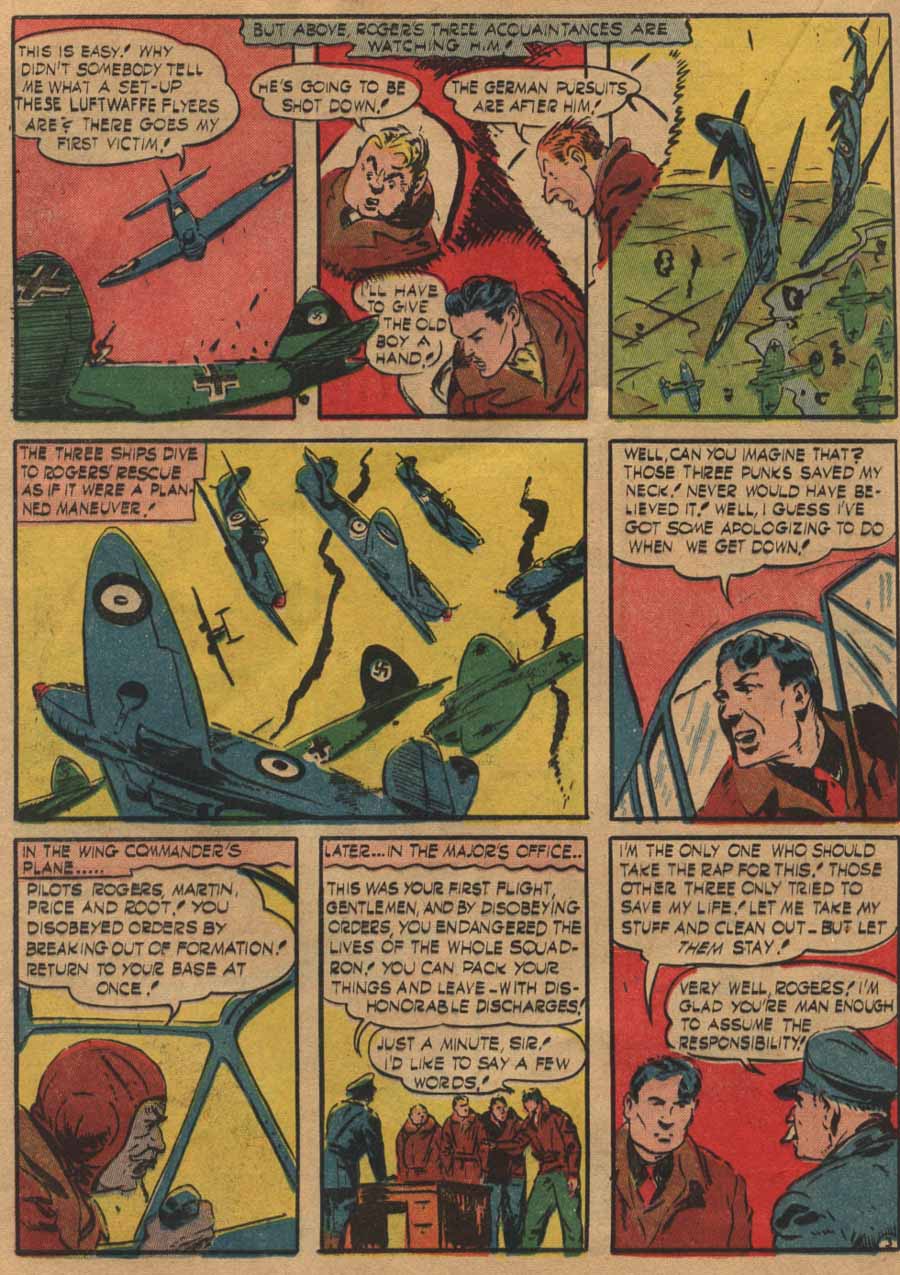 THIS IS EASY! WHY
DIDN'T SOMEBODY TELL
ME WHAT A SET-UP
THESE LUFTWAFFE FLYERS
ARE? THERE GOES MY
FIRST VICTIM!
BUT ABOVE, ROGER'S THREE ACQUAINTANCES ARE
WATCHING HIM!
HE'S GOING TO BE
SHOT DOWN!
THE GERMAN PURSUITS
ARE AFTER HIM!
I'LL HAVE
TO GIVE
THE OLD
BOY A
HAND!
THE THREE SHIPS DIVE
TO ROGERS' RESCUE
AS IF IT WERE A PLAN-
NED MANEUVER!
WELL, CAN YOU IMAGINE THAT?
THOSE THREE PUNKS SAVED MY
NECK! NEVER WOULD HAVE BE-
LIEVED IT! WELL, I GUESS I'VE
GOT SOME APOLOGIZING TO DO
WHEN WE GET DOWN!
IN THE WING COMMANDER'S
PLANE.....
PILOTS ROGERS, MARTIN,
PRICE AND ROOT! YOU
DISOBEYED ORDERS BY
BREAKING OUT OF FORMATION!
RETURN TO YOUR BASE AT
ONCE!
LATER...IN THE MAJOR'S OFFICE..
THIS WAS YOUR FIRST FLIGHT,
GENTLEMEN, AND BY DISOBEYING
ORDERS, YOU ENDANGERED THE
LIVES OF THE WHOLE SQUAD-
RON! YOU CAN PACK YOUR
THINGS AND LEAVE-WITH DIS-
HONORABLE DISCHARGES!
JUST A MINUTE, SIR!
I'D LIKE TO SAY A FEW
WORDS!
I'M THE ONLY ONE WHO SHOULD
TAKE THE RAP FOR THIS! THOSE
OTHER THREE ONLY TRIED TO
SAVE MY LIFE! LET ME TAKE MY
STUFF AND CLEAN OUT-BUT LET
THEM STAY!
VERY WELL, ROGERS! I'M
GLAD YOU'RE MAN ENOUGH
TO ASSUME THE
RESPONSIBILITY!